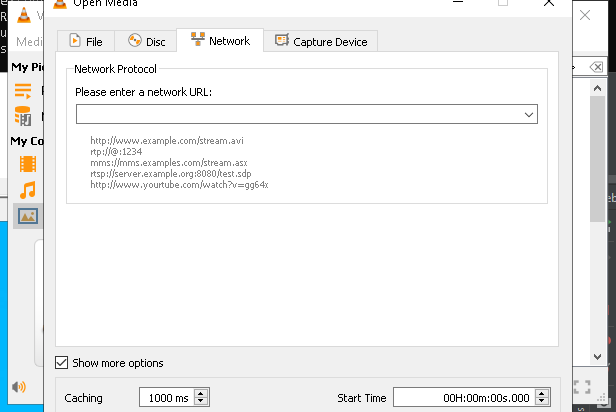 Open Media
Medi
File
Disc
Network
Capture Device
My Pi
Network Protocol
Please enter a network URL:
http://www.example.com/stream.avi
rtp://@:1234
mms://mms.examples.com/stream.asx
rtsp://server.example.org:8080/test.sdp
http://www.yourtube.com/watch?v=gg64x
My Co
Show more options
Caching
1000 ms
Start Time
00H:00m:00s.000